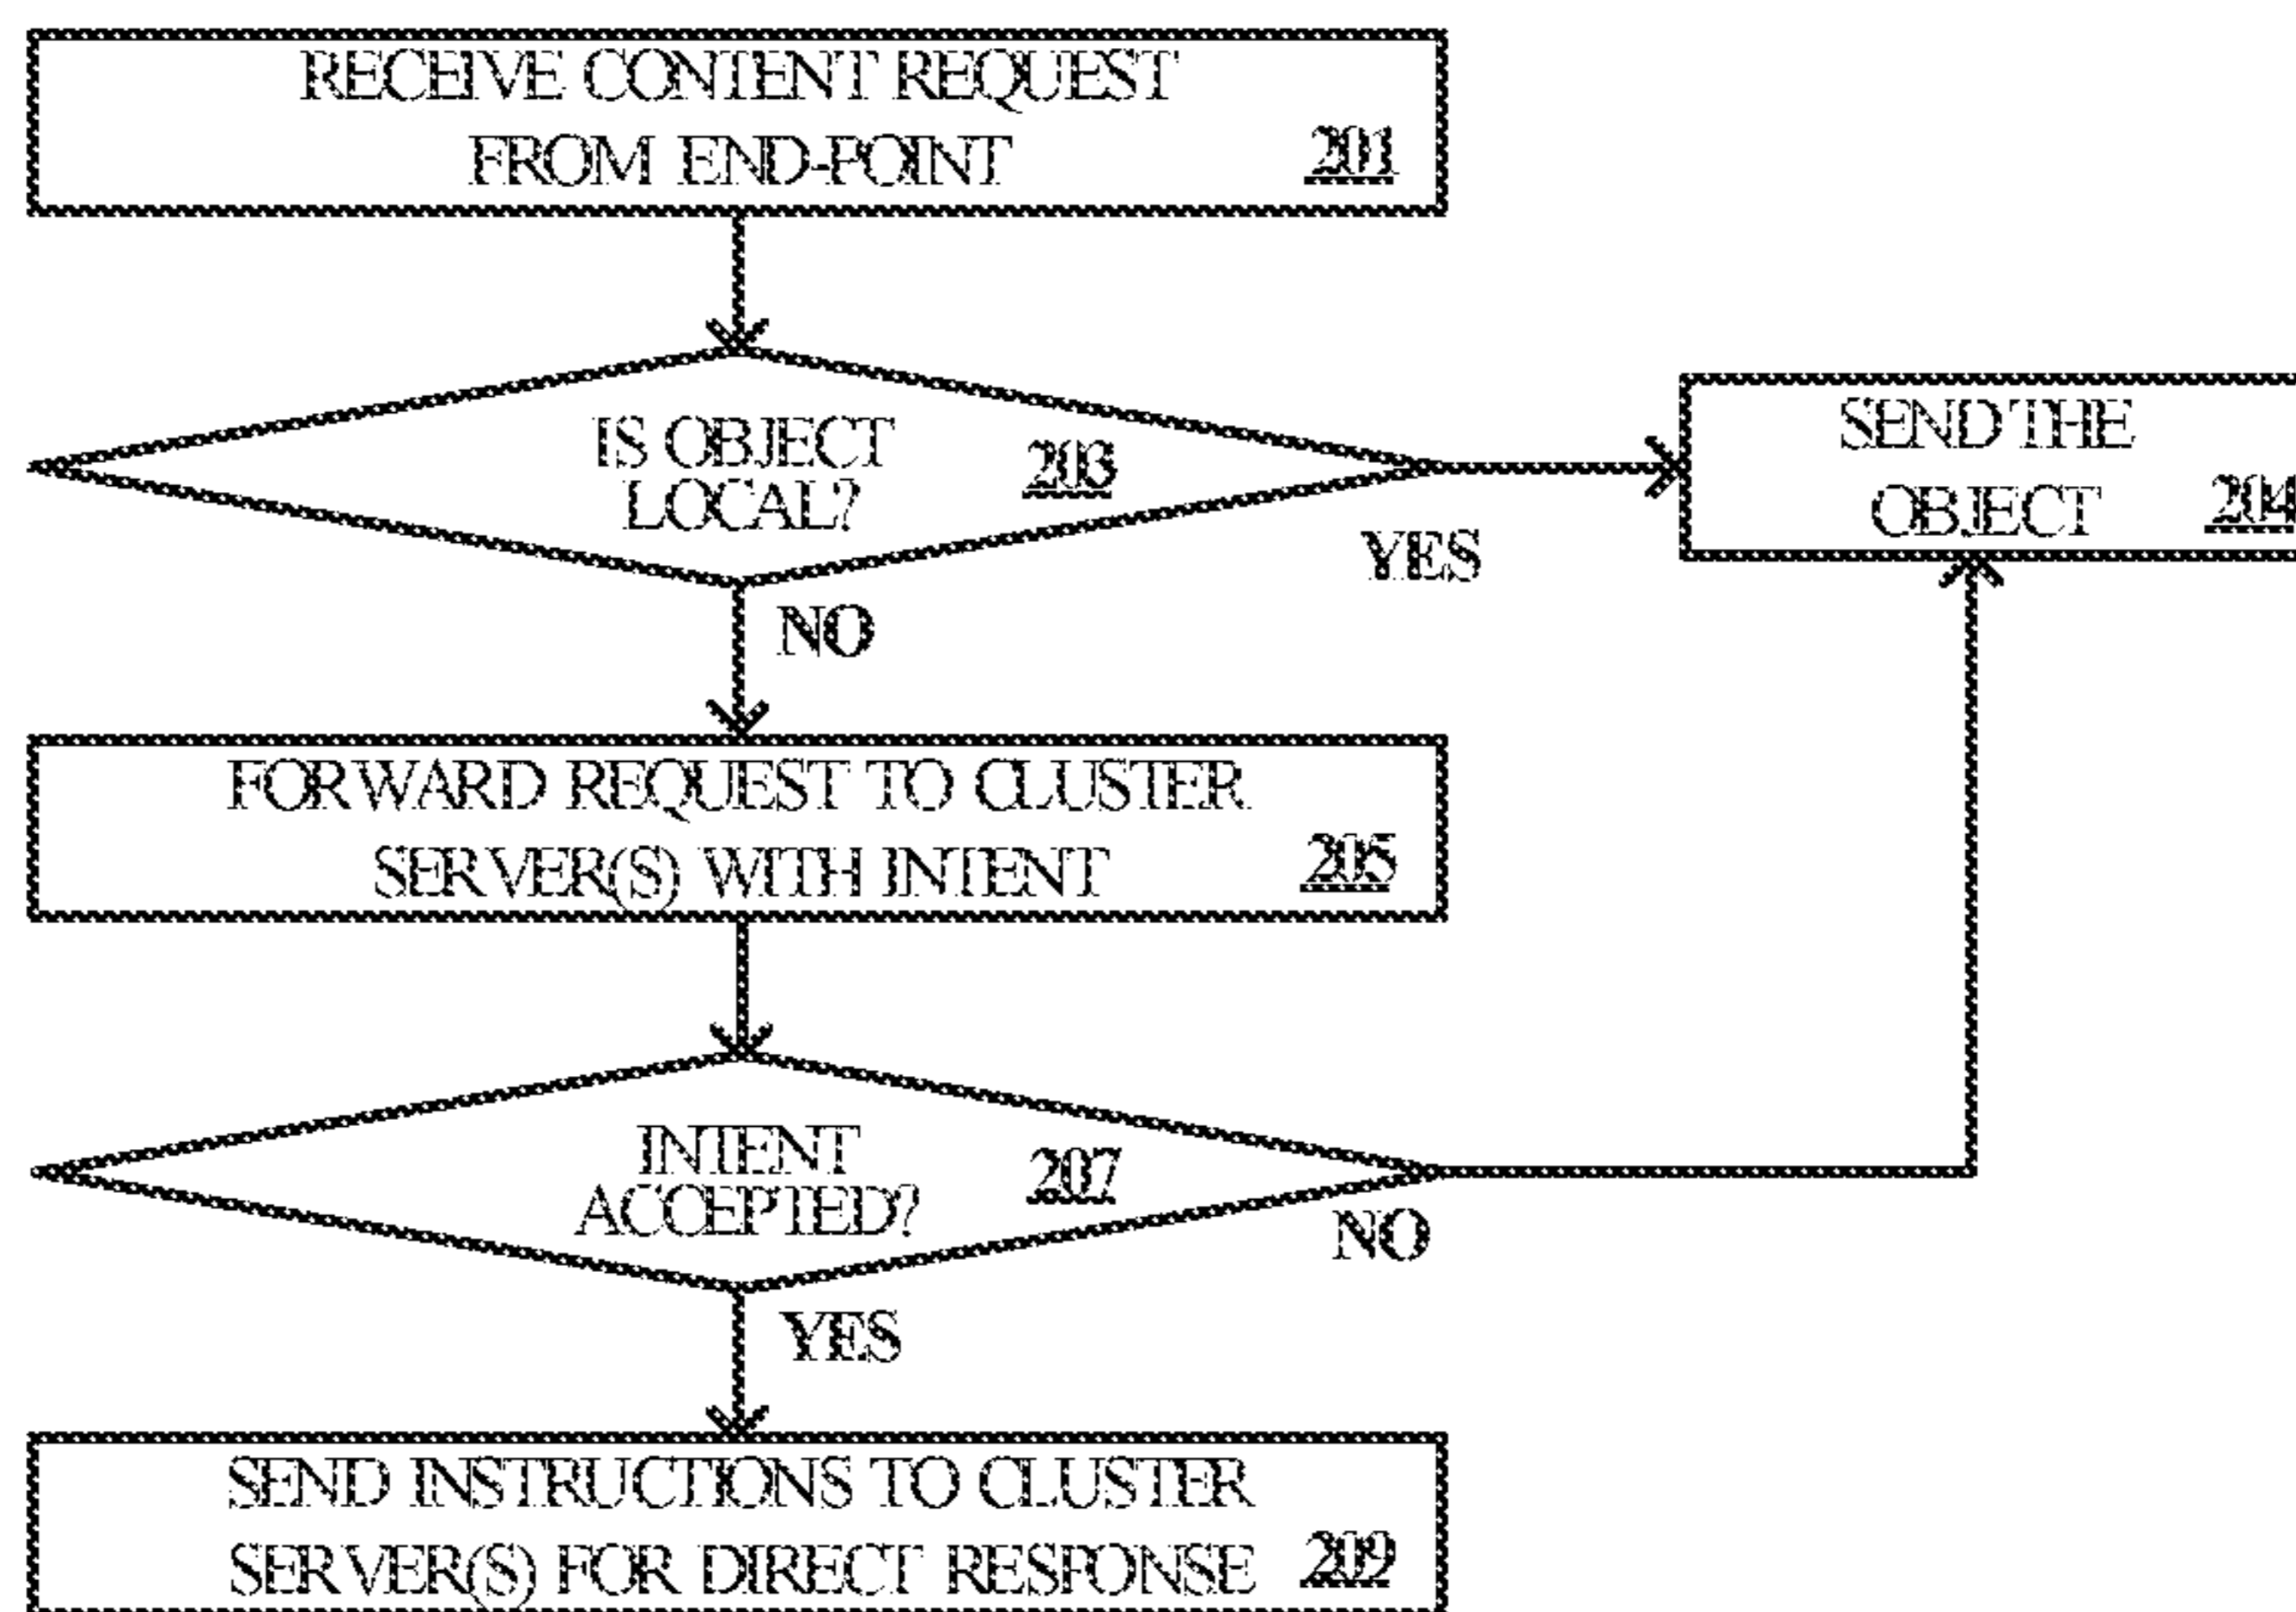 RECEIVE CONTENT REQUEST
FROM END-POINT 201
IS OBJECT
LOCAL? 203
YES
SEND THE
OBJECT 204
NO
FORWARD REQUEST TO CLUSTER
SERVER(S) WITH INTENT 205
INTENT
ACCEPTED? 207
NO
YES
SEND INSTRUCTIONS TO CLUSTER
SERVER(S) FOR DIRECT RESPONSE 209